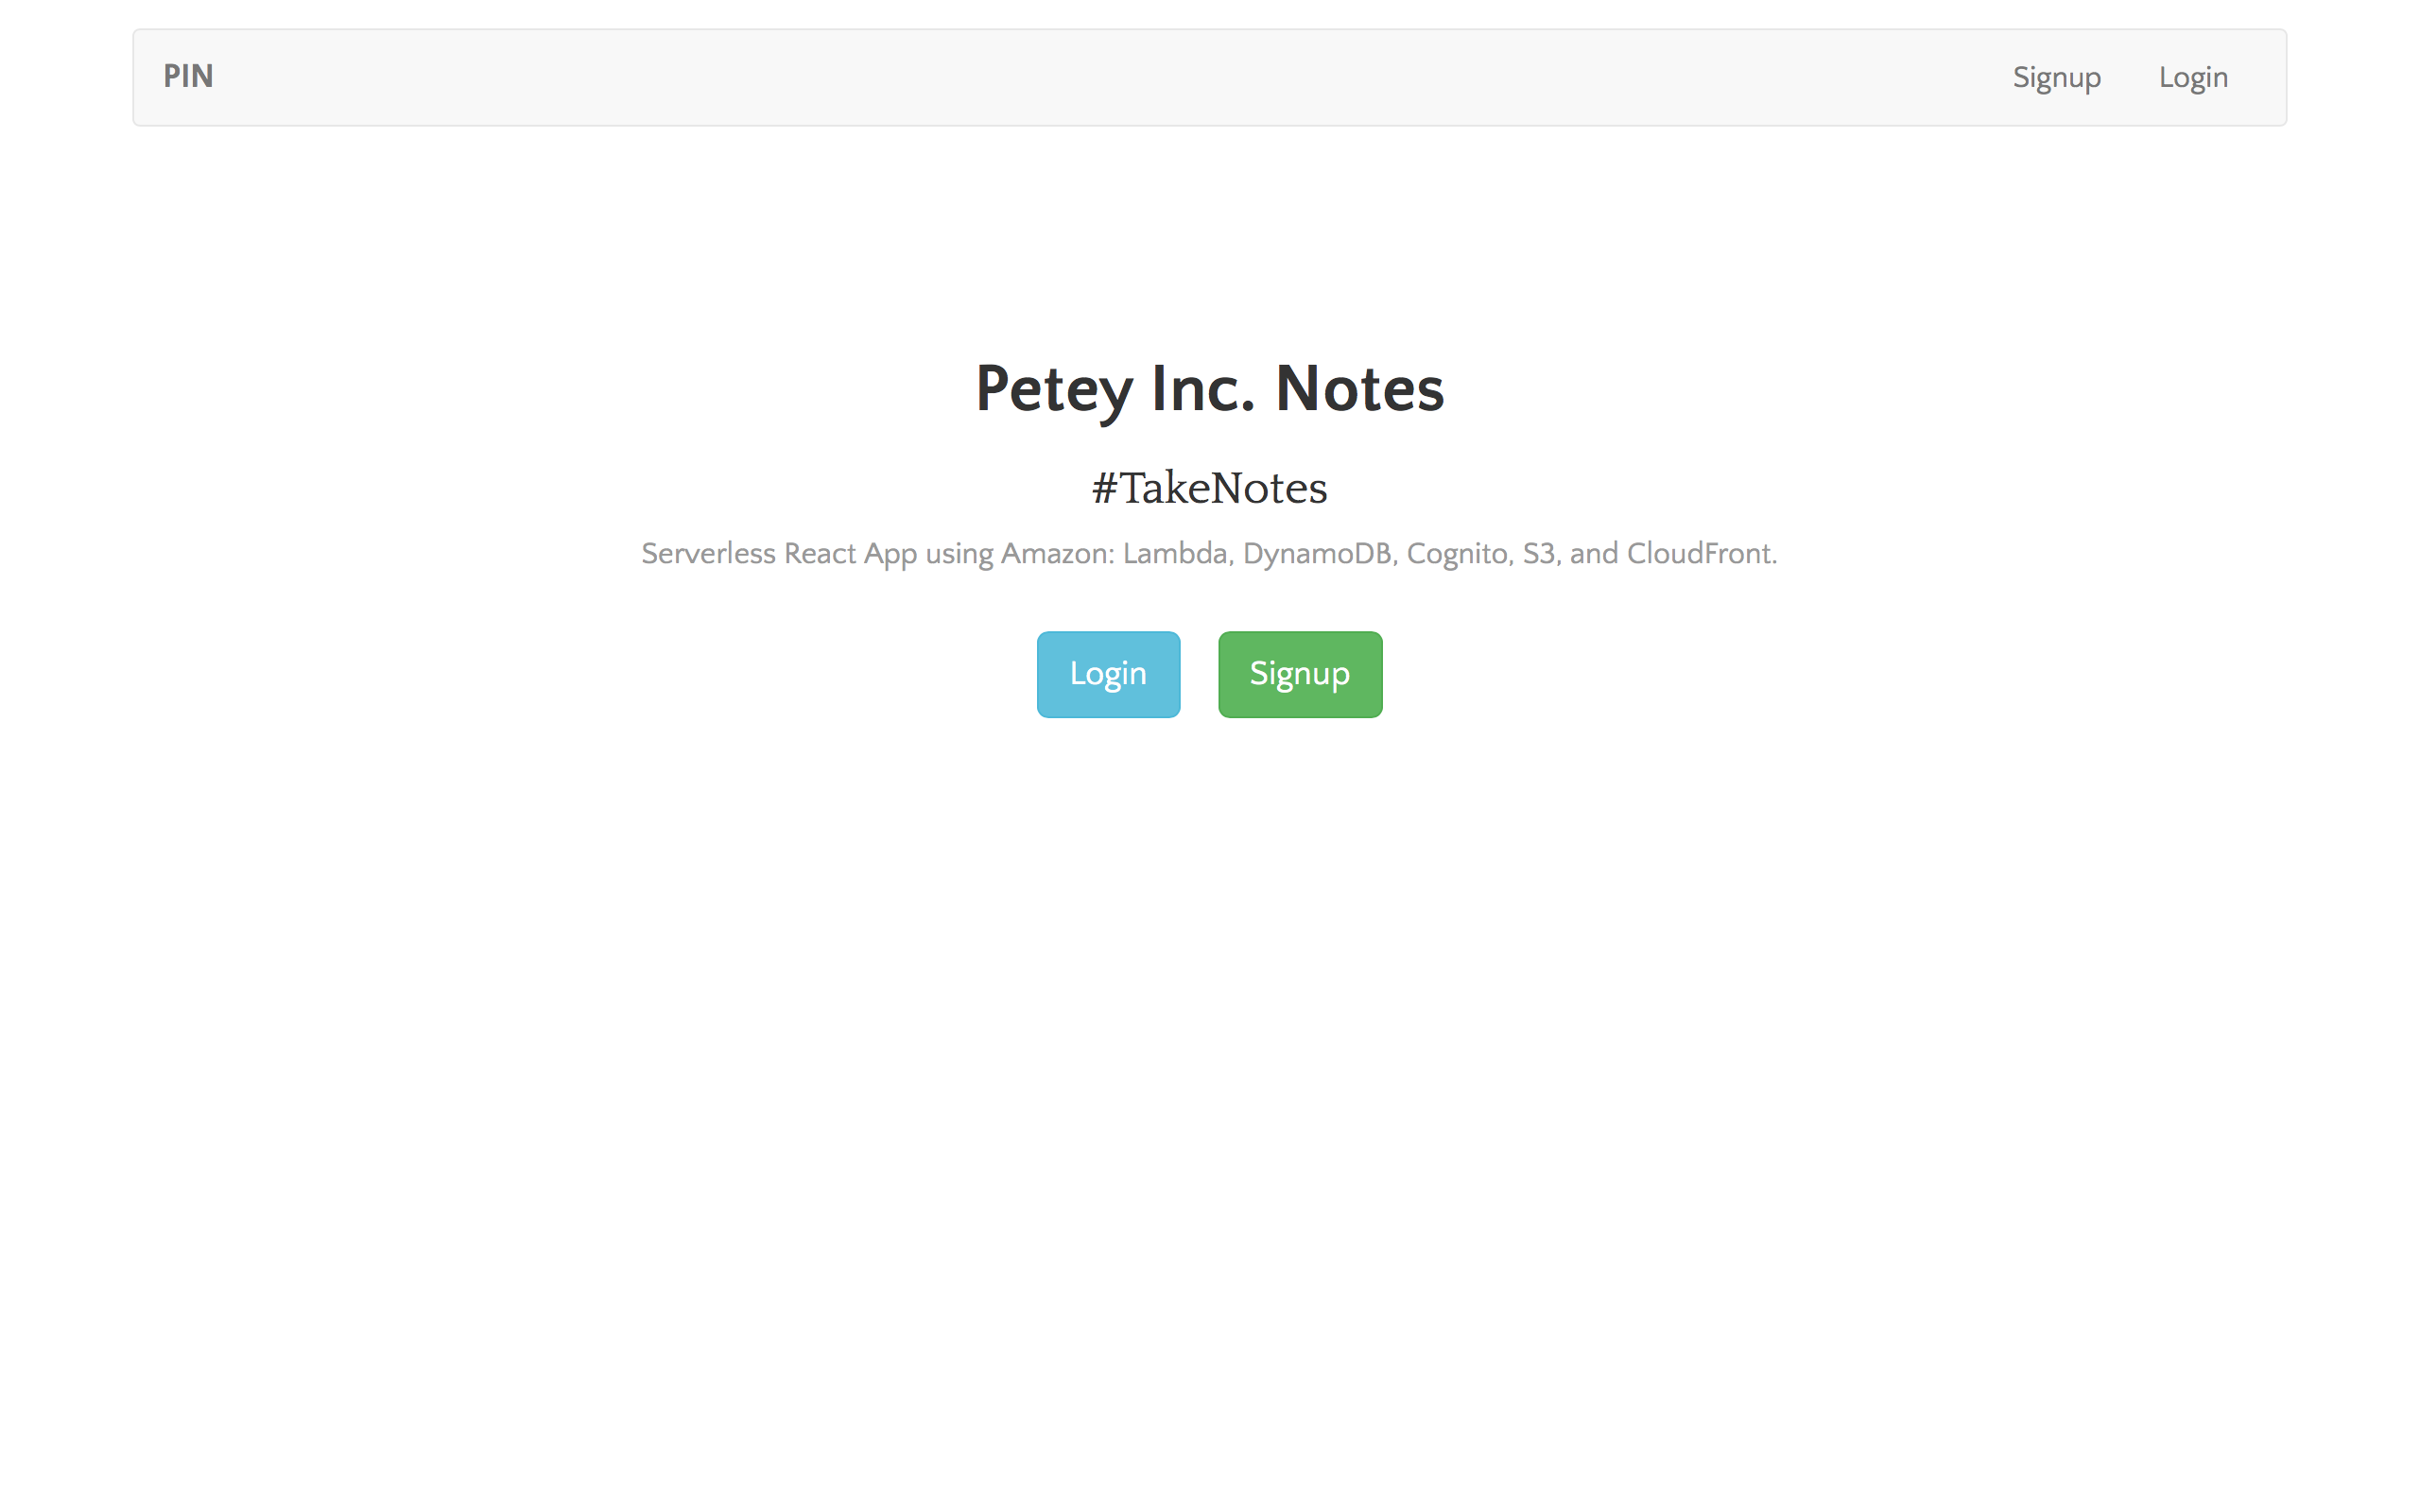 PIN Signup Login
Petey Inc. Notes
#TakeNotes
Serverless React App using Amazon: Lambda, DynamoDB, Cognito, S3, and CloudFront.
Login Signup